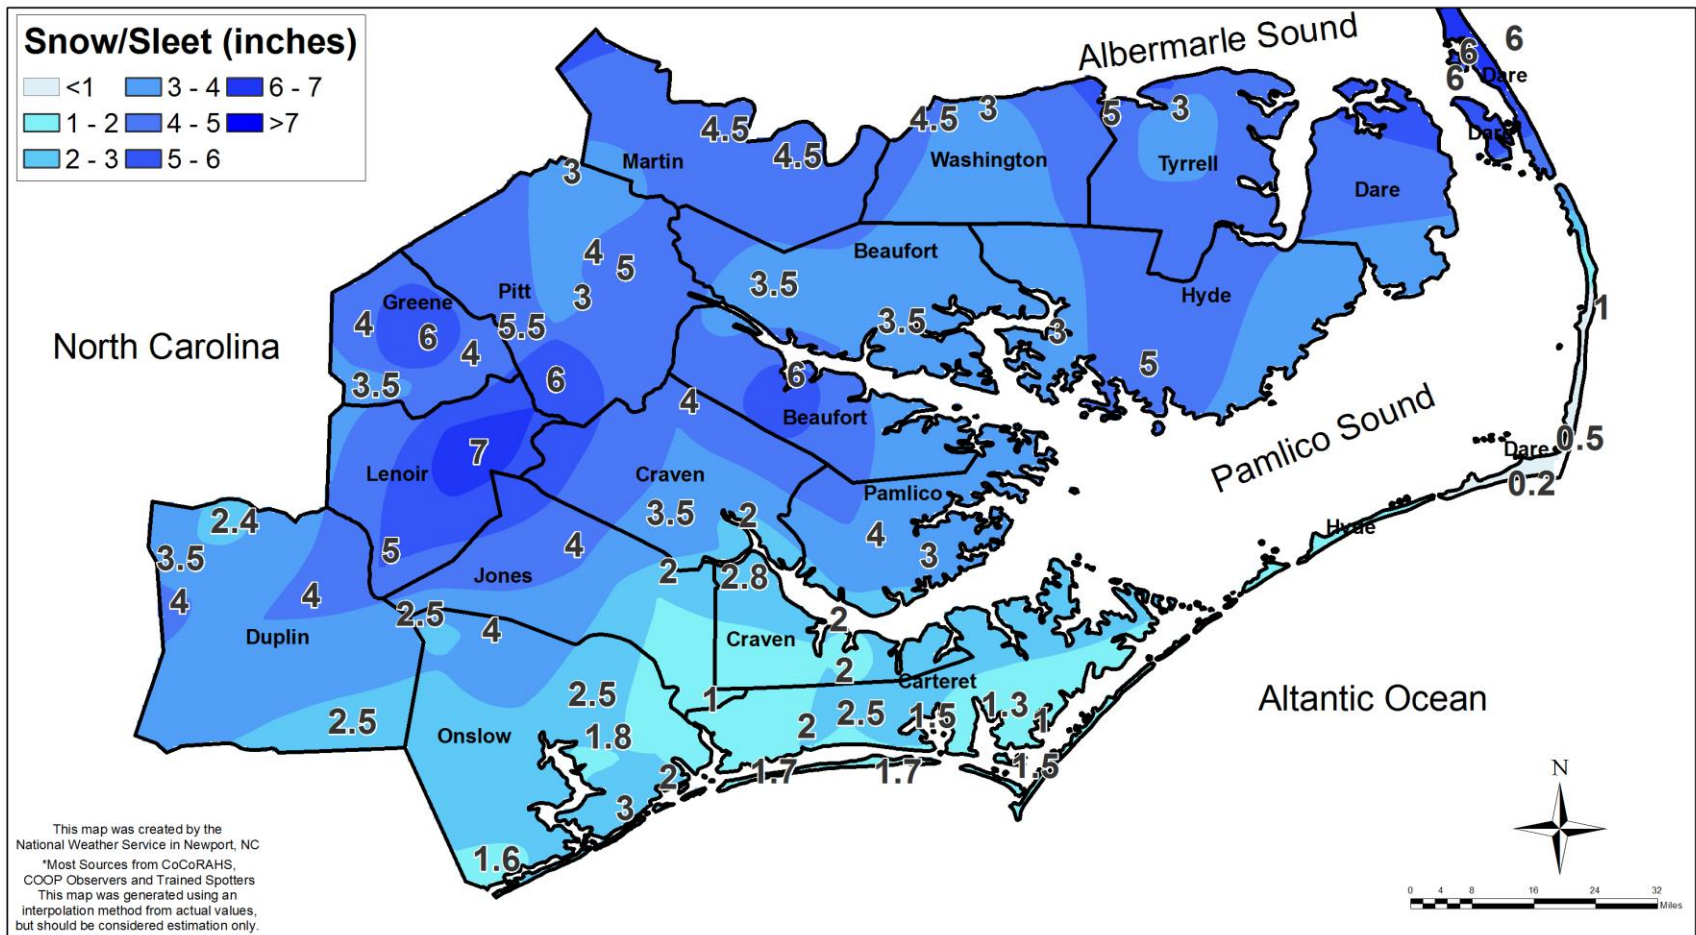 Snow/Sleet (inches)
<1 3 - 4 6 - 7
1 - 2 4 - 5 >7
2 - 3 5 - 6
Albermarle Sound
6
6
6 Dare
4.5 3 5 3
4.5
4.5
Dare
Martin Washington Tyrrell
3
Dare
4 5
Beaufort
3.5
Greene Pitt 3
Hyde
1
4 6 5.5 3.5
North Carolina
4 3
5
3.5 6 6
4
Beaufort
Pamlico Sound
7
0.5
Dare
Lenoir Craven
0.2
Pamlico
2.4 3.5 2
4 Hyde
3.5 5 4 3
Jones 2 2.8
4 4
2.5 4 2
Duplin Craven
2
Carteret
Altantic Ocean
2.5 2.5 1 2.5 1.5 1.3 1
2
Onslow 1.8
2 1.7 1.7 1.5
3
1.6
N
This map was created by the
National Weather Service in Newport, NC
*Most Sources from CoCoRAHS,
COOP Observers and Trained Spotters
This map was generated using an
interpolation method from actual values,
but should be considered estimation only.
0 4 8 16 24 32
Miles